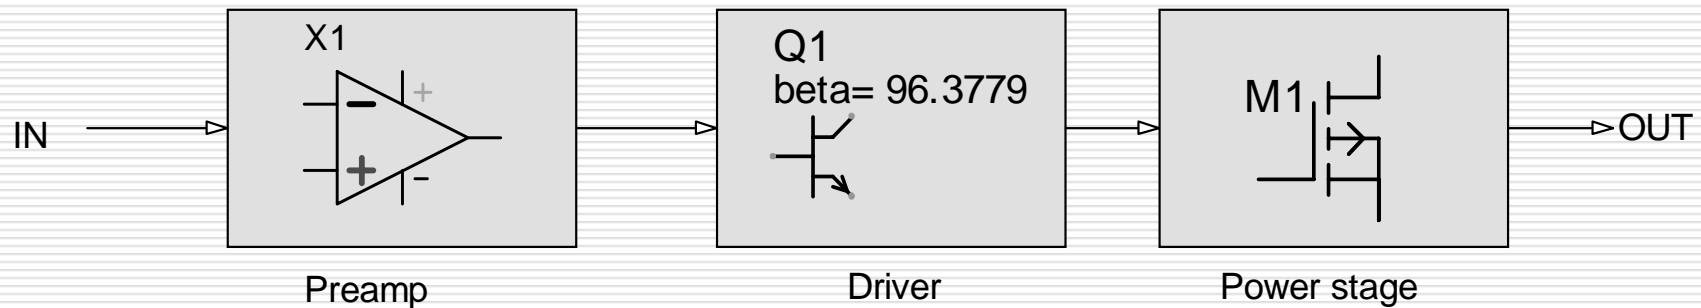 X1
Q1
beta= 96.3779
M1
IN
OUT
Preamp
Driver
Power stage